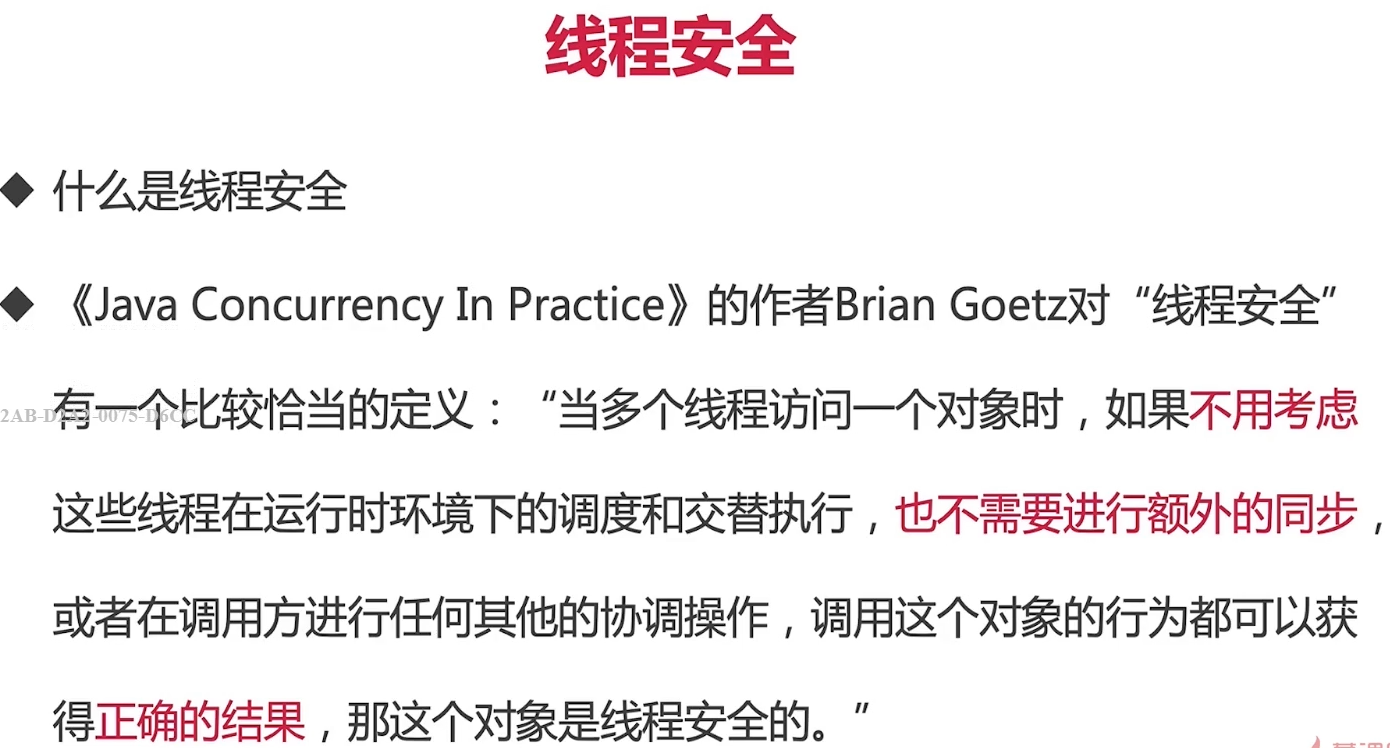 线程安全
◆ 什么是线程安全
◆ 《Java Concurrency In Practice》的作者Brian Goetz对“线程安全”
有一个比较恰当的定义：“当多个线程访问一个对象时，如果不用考虑
这些线程在运行时环境下的调度和交替执行，也不需要进行额外的同步，
或者在调用方进行任何其他的协调操作，调用这个对象的行为都可以获
得正确的结果，那这个对象是线程安全的。”